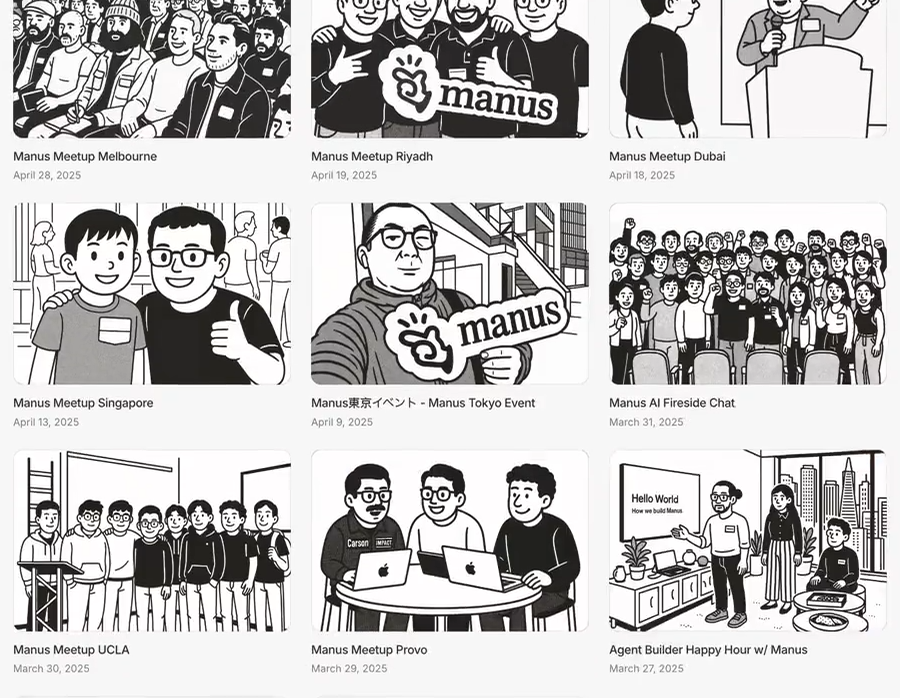 manus
Manus Meetup Melbourne
April 28, 2025
Manus Meetup Riyadh
April 19, 2025
Manus Meetup Dubai
April 18, 2025
manus
Manus Meetup Singapore
April 13, 2025
Manus東京イベント - Manus Tokyo Event
April 9, 2025
Manus AI Fireside Chat
March 31, 2025
Carson
IMPACT
Hello World
How we build Manus
Manus Meetup UCLA
March 30, 2025
Manus Meetup Provo
March 29, 2025
Agent Builder Happy Hour w/ Manus
March 27, 2025